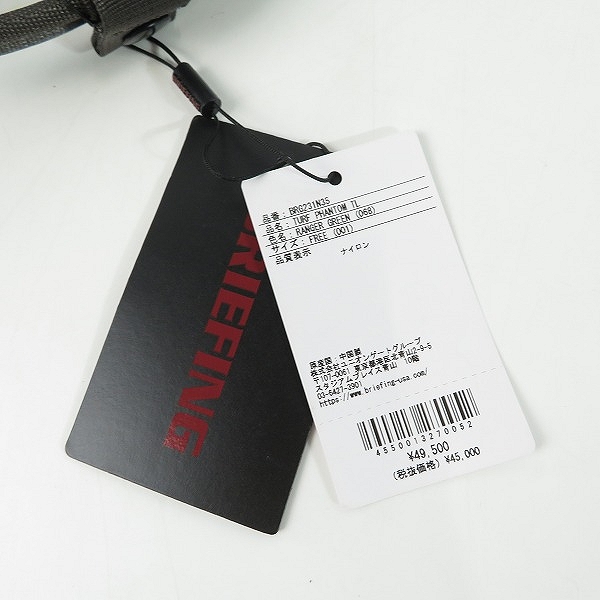 BRIEFING
品番：BRG231N35
品名：TURF PHANTOM TL
色名：RANGER GREEN (068)
サイズ：FREE (001)
品質表示 ナイロン
原産国：中国製
株式会社ユニオンゲートグループ
〒107-0061 東京都港区北青山2-9-5
スタジアムプレイス青山 10階
03-6427-3901
https://www.briefing-usa.com/
4550013270052
¥49,500
(税抜価格) ¥45,000